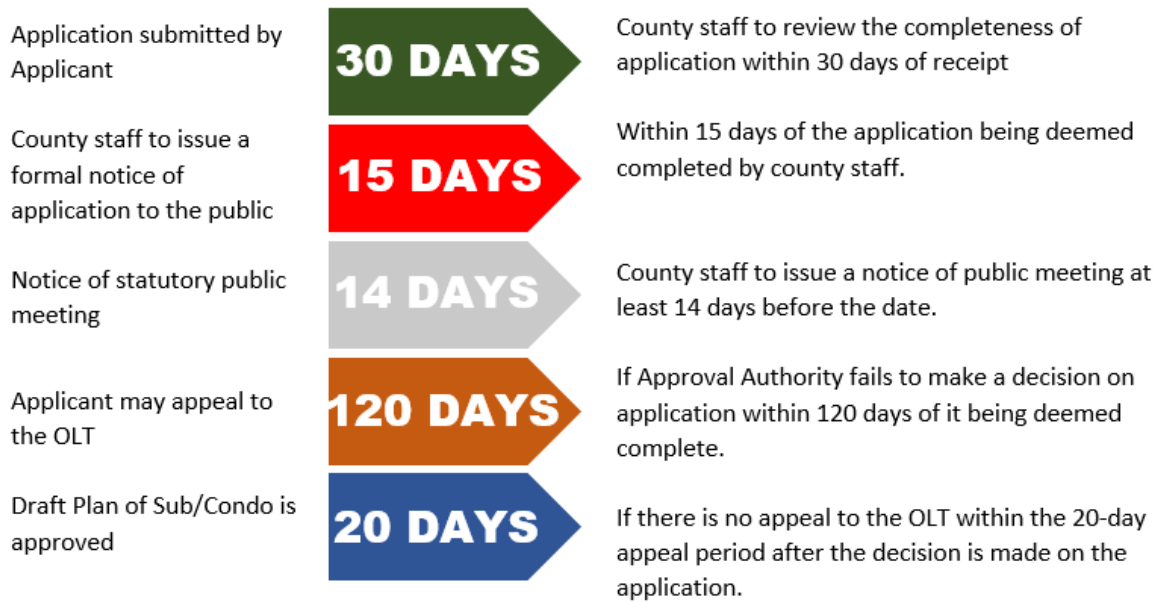 Application submitted by
Applicant
30 DAYS
County staff to review the completeness of
application within 30 days of receipt
County staff to issue a
formal notice of
application to the public
15 DAYS
Within 15 days of the application being deemed
completed by county staff.
Notice of statutory public
meeting
14 DAYS
County staff to issue a notice of public meeting at
least 14 days before the date.
Applicant may appeal to
the OLT
120 DAYS
If Approval Authority fails to make a decision on
application within 120 days of it being deemed
complete.
Draft Plan of Sub/Condo is
approved
20 DAYS
If there is no appeal to the OLT within the 20-day
appeal period after the decision is made on the
application.